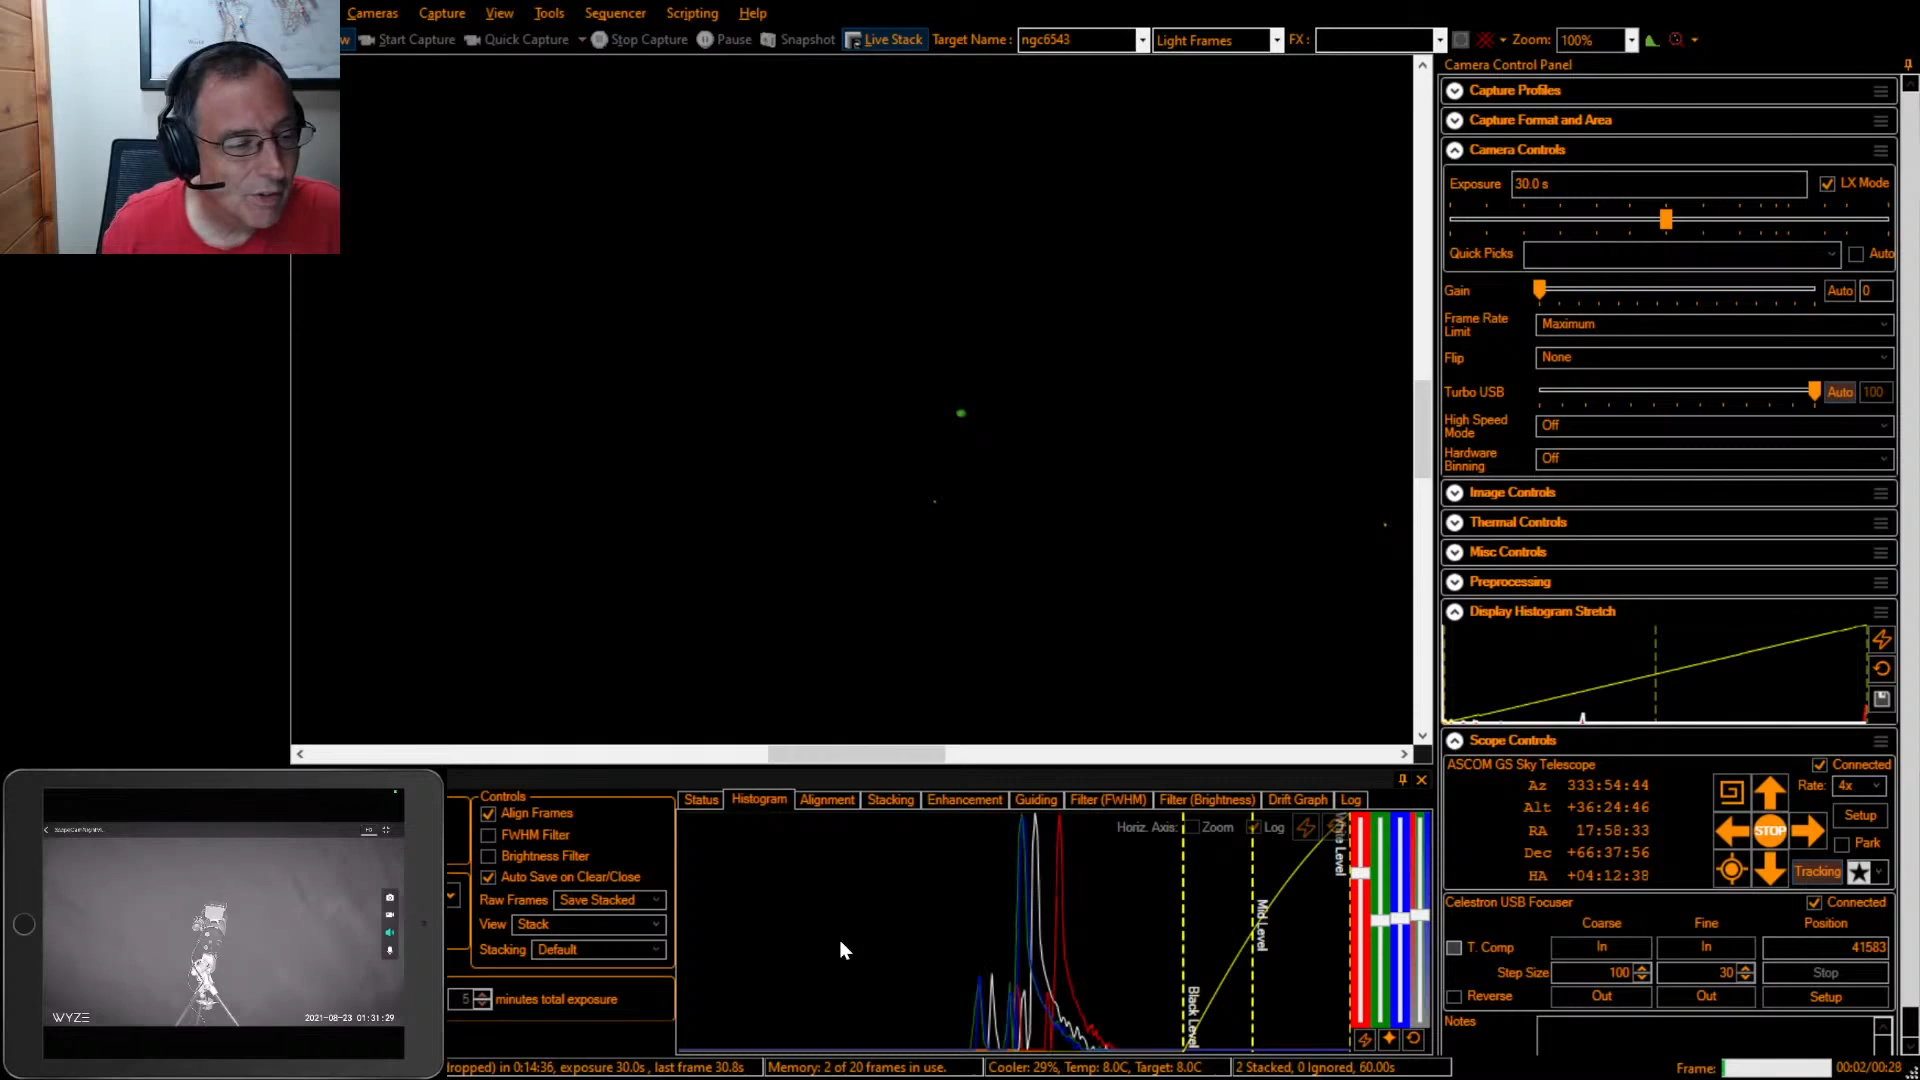 Cameras Capture View Tools Sequencer Scripting Help
Start Capture Quick Capture Stop Capture Pause Snapshot Live Stack Target Name : ngc6543 Light Frames FX : Zoom: 100%
Camera Control Panel
Capture Profiles
Capture Format and Area
Camera Controls
Exposure 30.0 s LX Mode
Quick Picks Auto
Gain Auto 0
Frame Rate Limit Maximum
Flip None
Turbo USB Auto 100
High Speed Mode Off
Hardware Binning Off
Image Controls
Thermal Controls
Misc Controls
Preprocessing
Display Histogram Stretch
Scope Controls
ASCOM GS Sky Telescope Connected
Az 333:54:44 Rate: 4x
Alt +36:24:46 Setup
RA 17:58:33 STOP
Dec +66:37:56 Park
HA +04:12:38 Tracking
Celestron USB Focuser Connected
Coarse Fine Position
T. Comp In In 41583
Step Size 100 30 Stop
Reverse Out Out Setup
Notes
Frame: 00:02/00:28
Controls
Align Frames
FWHM Filter
Brightness Filter
Auto Save on Clear/Close
Raw Frames Save Stacked
View Stack
Stacking Default
5 minutes total exposure
Status Histogram Alignment Stacking Enhancement Guiding Filter (FWHM) Filter (Brightness) Drift Graph Log
Horiz. Axis: Zoom Log
Black Level
Mid Level
White Level
WYZE 2021-08-23 01:31:29
ropped) in 0:14:36, exposure 30.0s , last frame 30.8s Memory: 2 of 20 frames in use. Cooler: 29%, Temp: 8.0C, Target: 8.0C 2 Stacked, 0 Ignored, 60.00s